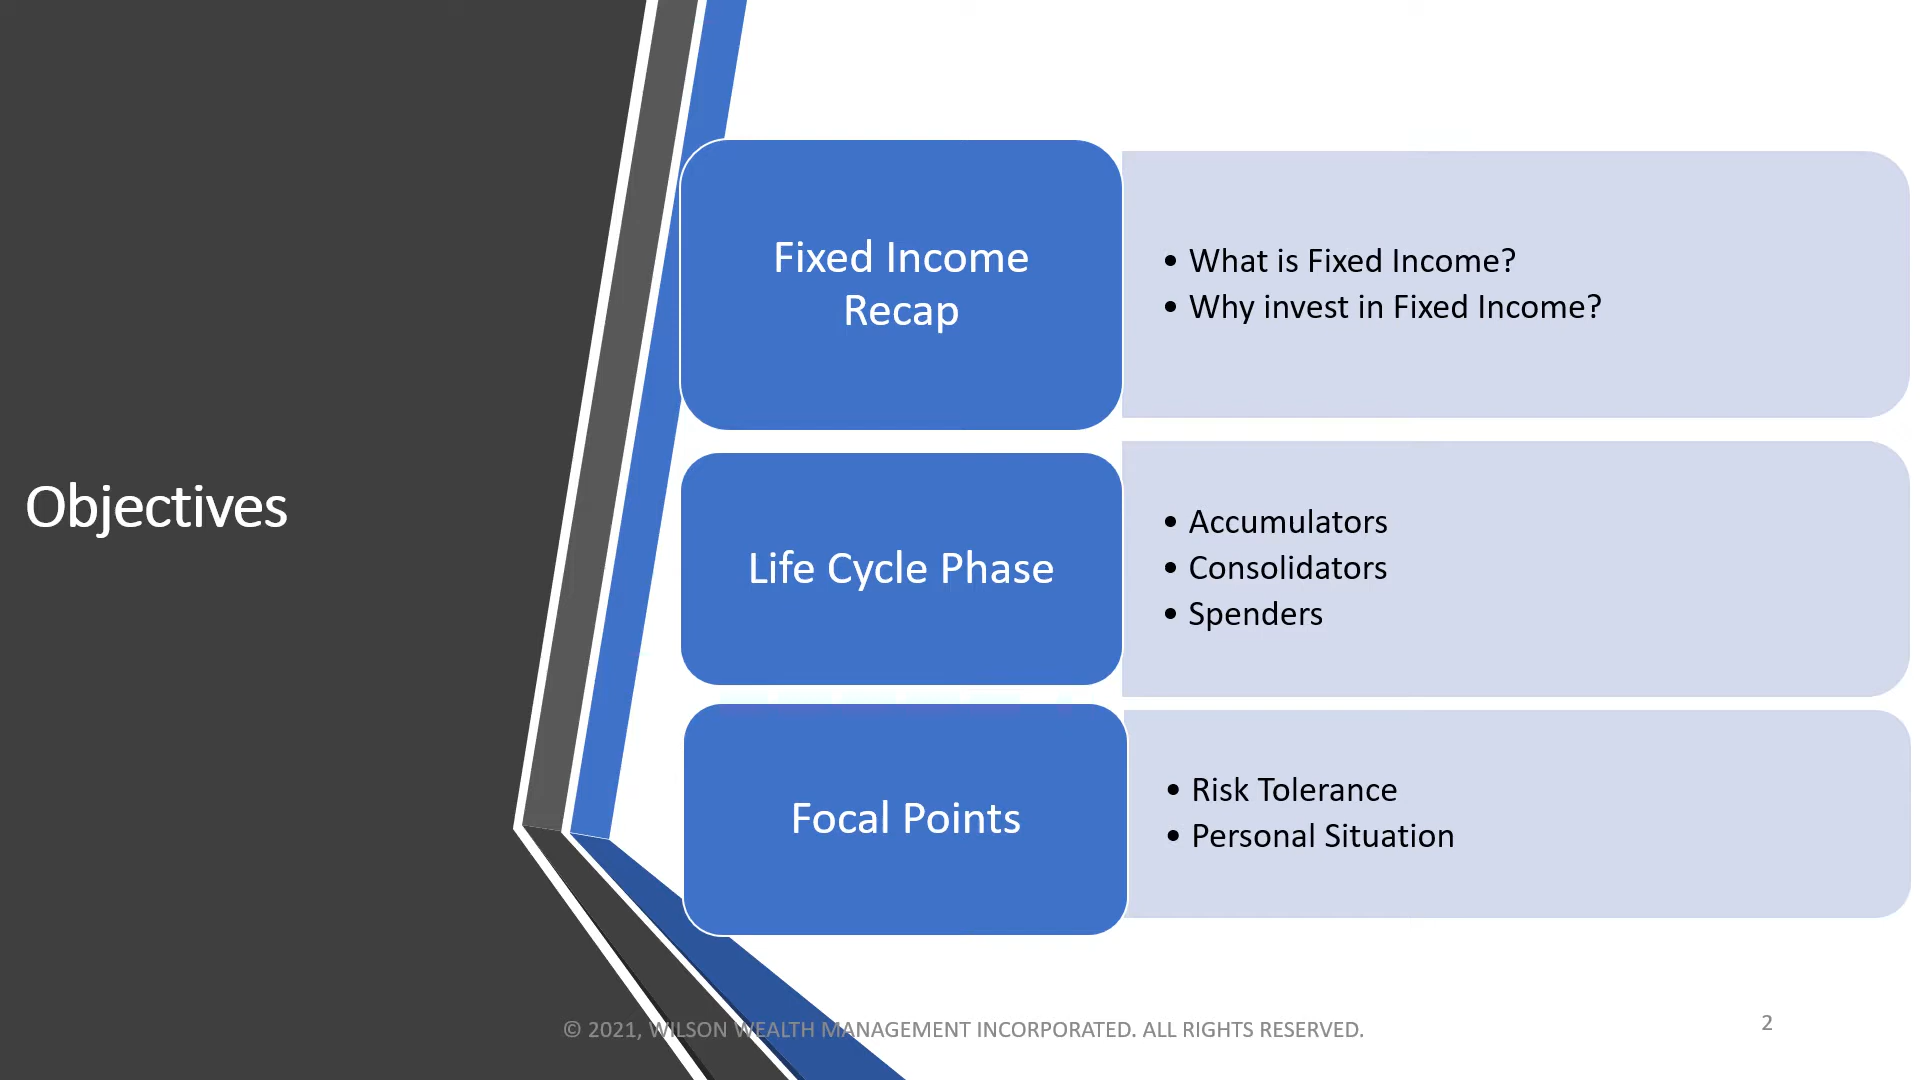 Objectives
Fixed Income
Recap
• What is Fixed Income?
• Why invest in Fixed Income?
Life Cycle Phase
• Accumulators
• Consolidators
• Spenders
Focal Points
• Risk Tolerance
• Personal Situation
© 2021, WILSON WEALTH MANAGEMENT INCORPORATED. ALL RIGHTS RESERVED.
2